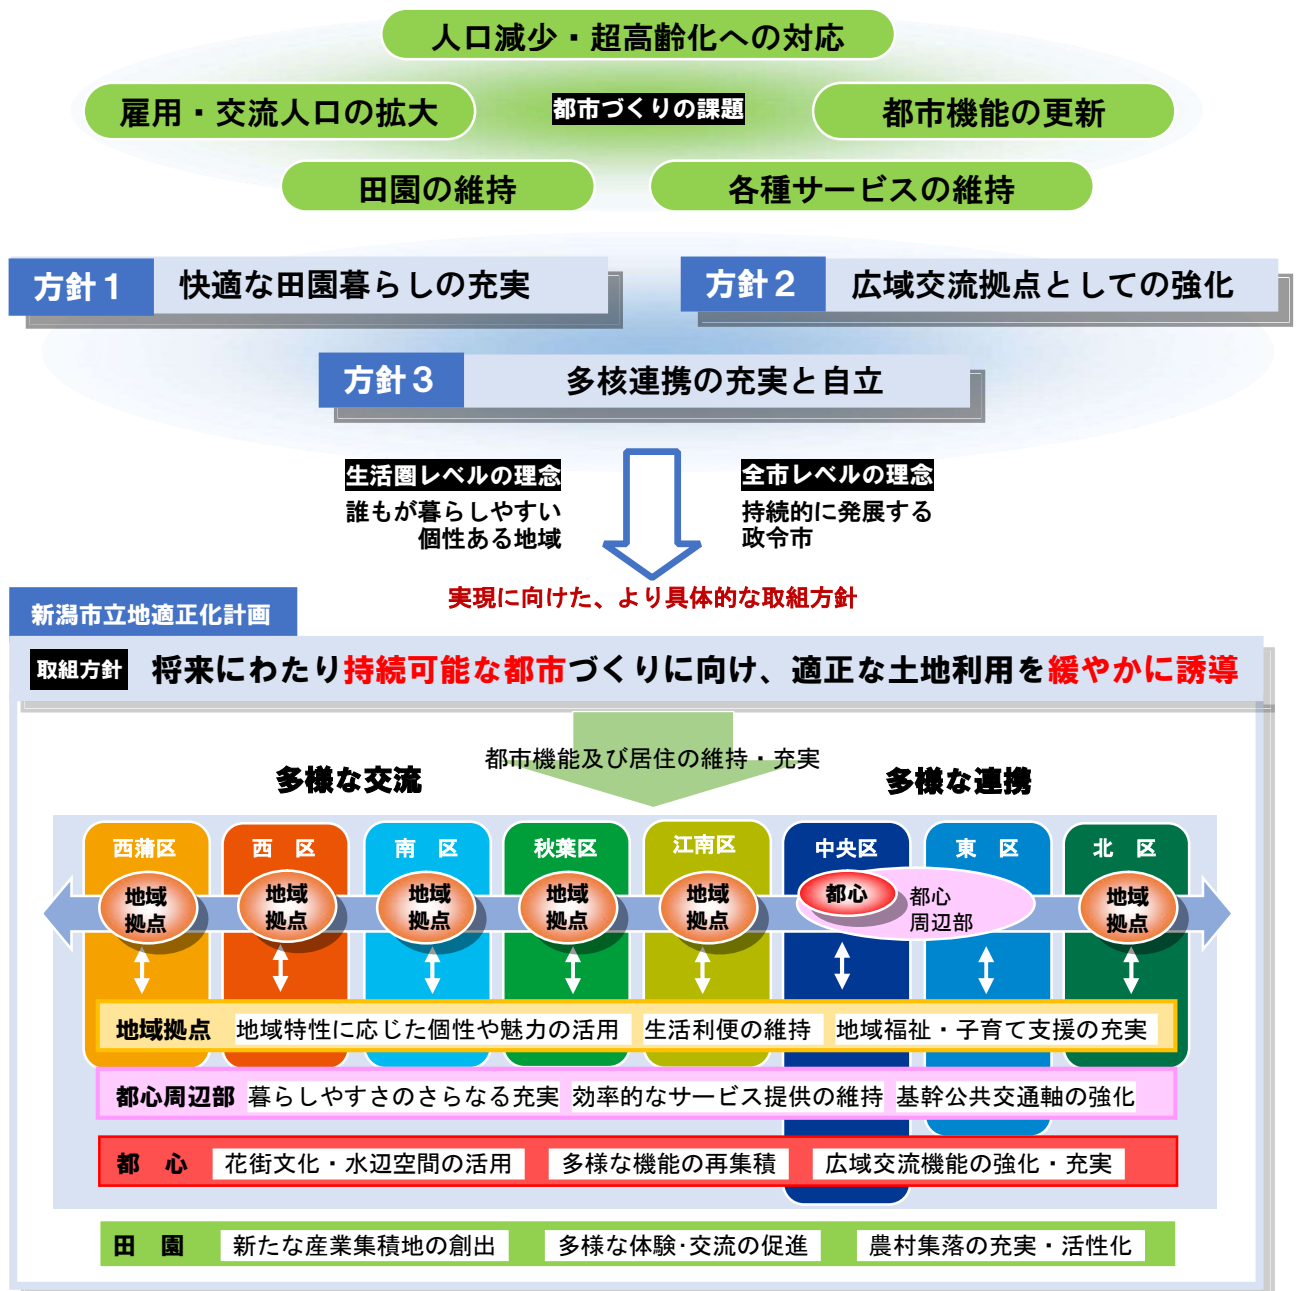 人口減少・超高齢化への対応
雇用・交流人口の拡大
都市づくりの課題
都市機能の更新
田園の維持
各種サービスの維持
方針１
快適な田園暮らしの充実
方針２
広域交流拠点としての強化
方針３
多核連携の充実と自立
生活圏レベルの理念
誰もが暮らしやすい
個性ある地域
全市レベルの理念
持続的に発展する
政令市
実現に向けた、より具体的な取組方針
新潟市立地適正化計画
取組方針
将来にわたり持続可能な都市づくりに向け、適正な土地利用を緩やかに誘導
都市機能及び居住の維持・充実
多様な交流
多様な連携
西蒲区
西　区
南　区
秋葉区
江南区
中央区
東　区
北　区
地域
拠点
地域
拠点
地域
拠点
地域
拠点
地域
拠点
都心
都心
周辺部
地域
拠点
地域拠点
地域特性に応じた個性や魅力の活用
生活利便の維持
地域福祉・子育て支援の充実
都心周辺部
暮らしやすさのさらなる充実
効率的なサービス提供の維持
基幹公共交通軸の強化
都　心
花街文化・水辺空間の活用
多様な機能の再集積
広域交流機能の強化・充実
田　園
新たな産業集積地の創出
多様な体験・交流の促進
農村集落の充実・活性化